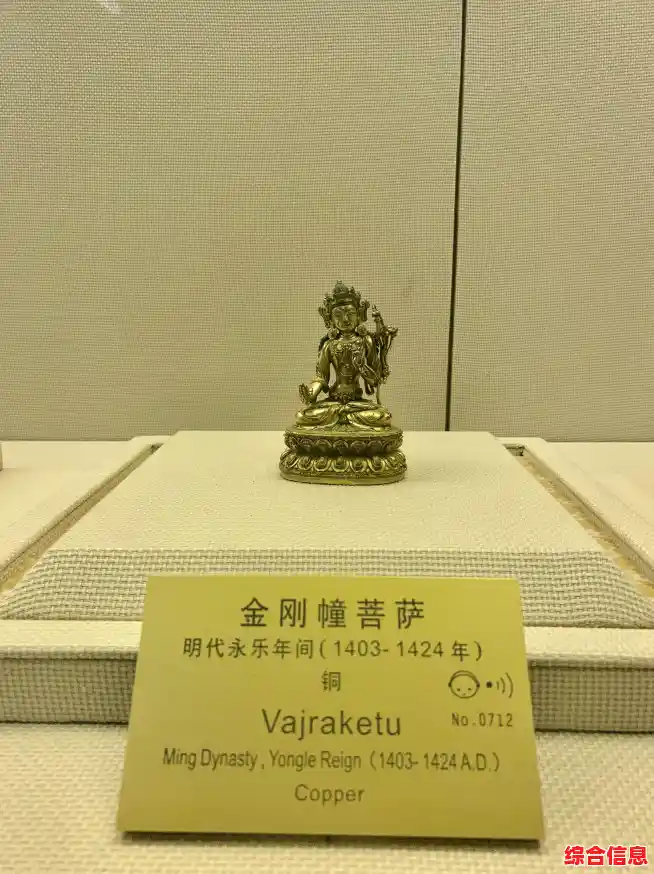 金刚幢菩萨
明代永乐年间(1403-1424年)
铜
Vajraketu
No.0712
Ming Dynasty, Yongle Reign (1403-1424 A.D.)
Copper
综合信息